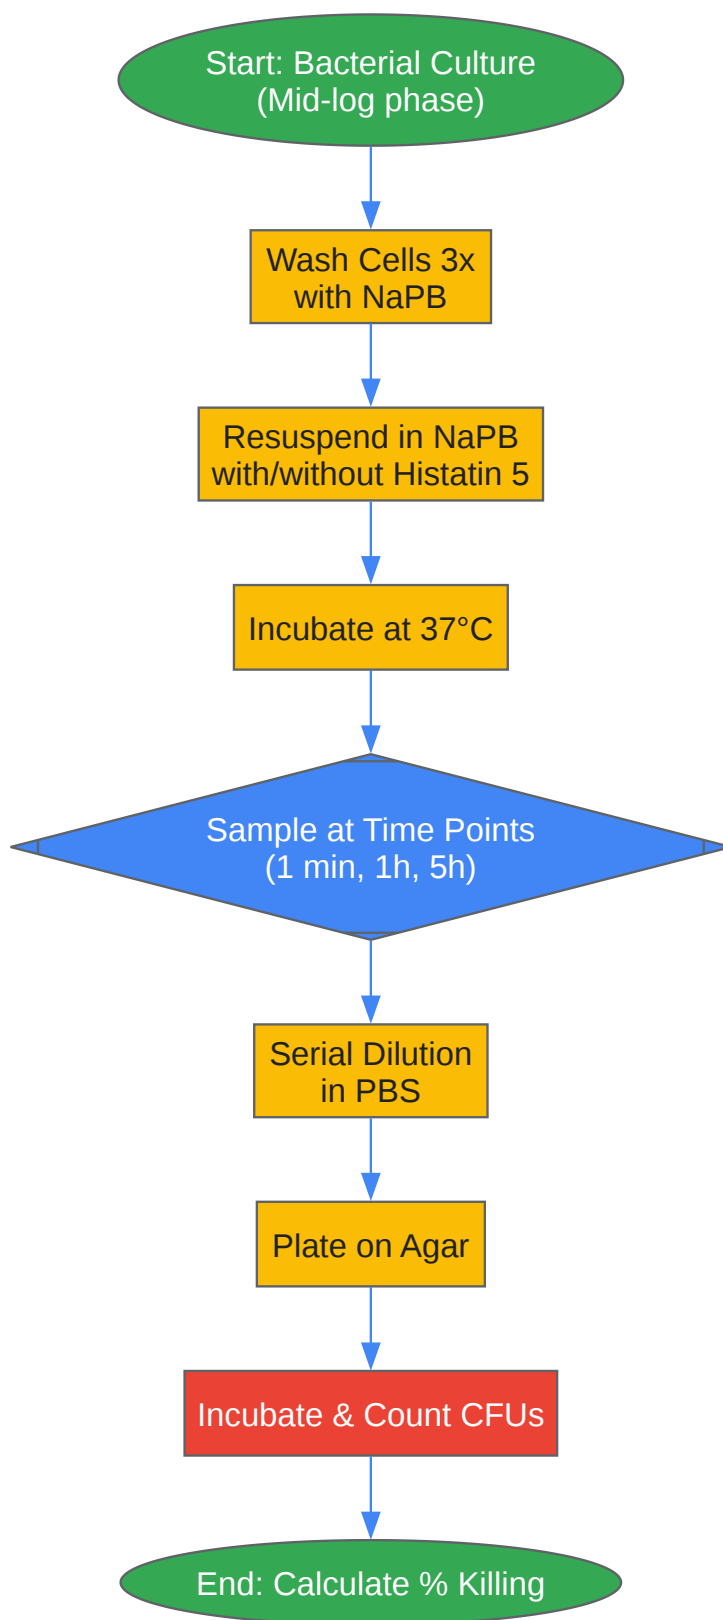 Start: Bacterial Culture
(Mid-log phase)
Wash Cells 3x
with NaPB
Resuspend in NaPB
with/without Histatin 5
Incubate at 37°C
Sample at Time Points
(1 min, 1h, 5h)
Serial Dilution
in PBS
Plate on Agar
Incubate & Count CFUs
End: Calculate % Killing